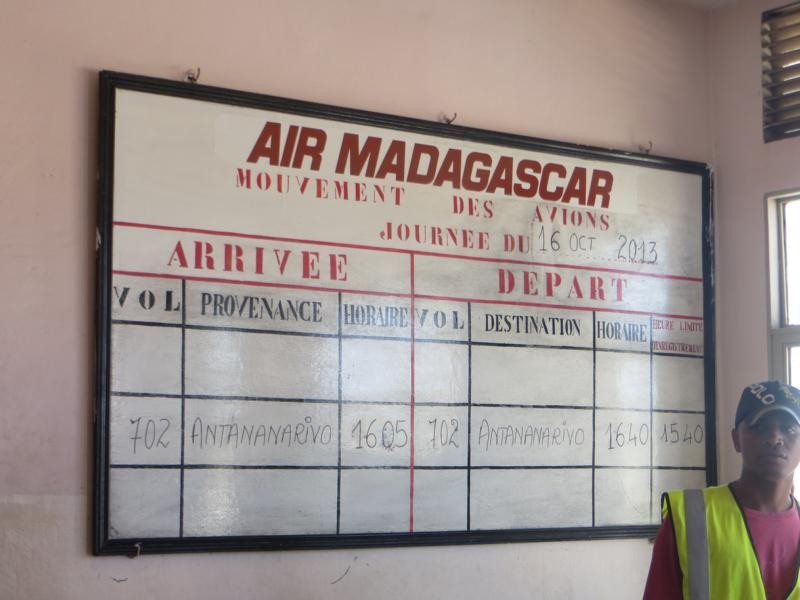 AIR MADAGASCAR
MOUVEMENT DES AVIONS
JOURNEE DU 16 OCT 2013
ARRIVEE DEPART
VOL PROVENANCE HORAIRE VOL DESTINATION HORAIRE HEURE LIMITE
D'ENREGISTREMENT
702 ANTANANARIVO 1605 702 ANTANANARIVO 1640 1540
POLO